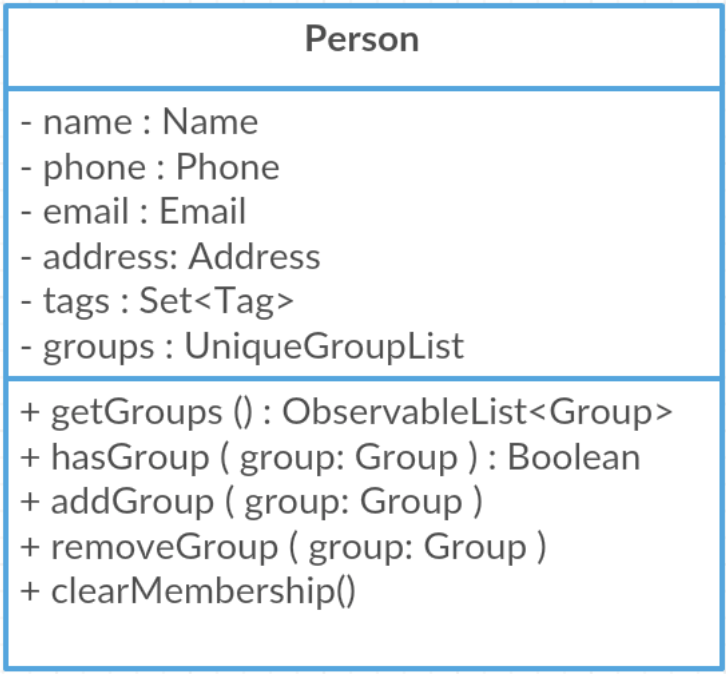 Person
- name : Name
- phone : Phone
- email : Email
- address: Address
- tags : Set<Tag>
- groups : UniqueGroupList
+ getGroups () : ObservableList<Group>
+ hasGroup ( group: Group ) : Boolean
+ addGroup ( group: Group )
+ removeGroup ( group: Group )
+ clearMembership()